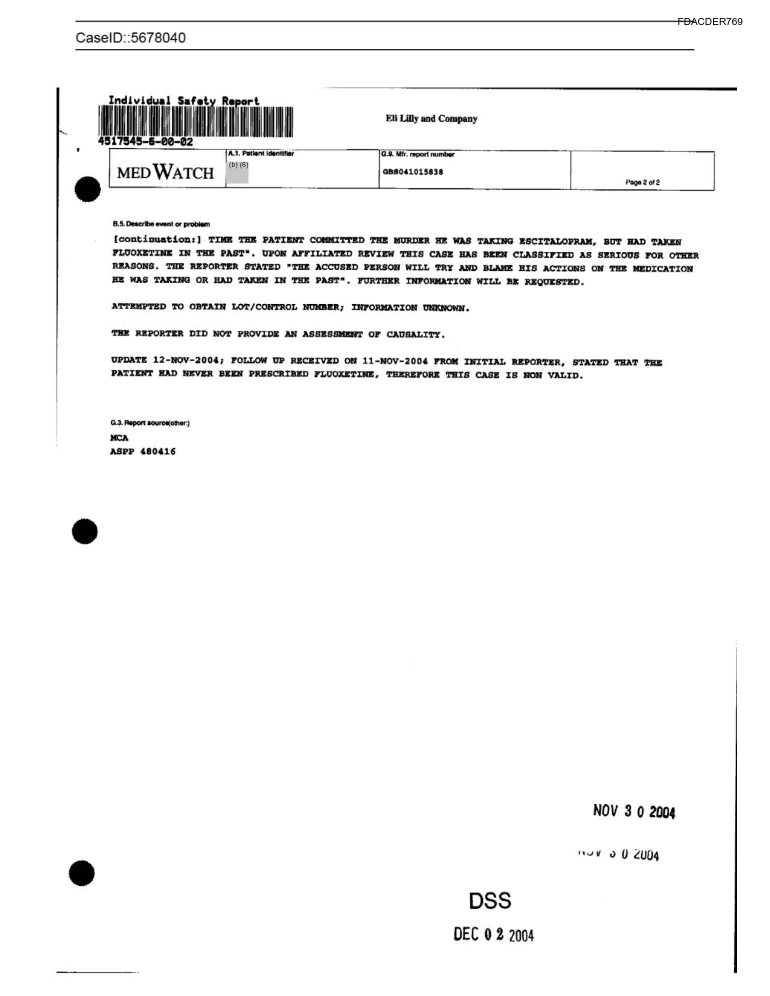 FDACDER769
CaseID::5678040
Individual Safety Report
4517545-6-00-02
Eli Lilly and Company
MEDWATCH
A.1. Patient Identifier
(b) (6)
G.9. Mfr. report number
GBS041015838
Page 2 of 2
B.5. Describe event or problem
[continuation:] TIME THE PATIENT COMMITTED THE MURDER HE WAS TAKING ESCITALOPRAM, BUT HAD TAKEN
FLUOXETINE IN THE PAST". UPON AFFILIATED REVIEW THIS CASE HAS BEEN CLASSIFIED AS SERIOUS FOR OTHER
REASONS. THE REPORTER STATED "THE ACCUSED PERSON WILL TRY AND BLAME HIS ACTIONS ON THE MEDICATION
HE WAS TAKING OR HAD TAKEN IN THE PAST". FURTHER INFORMATION WILL BE REQUESTED.
ATTEMPTED TO OBTAIN LOT/CONTROL NUMBER; INFORMATION UNKNOWN.
THE REPORTER DID NOT PROVIDE AN ASSESSMENT OF CAUSALITY.
UPDATE 12-NOV-2004; FOLLOW UP RECEIVED ON 11-NOV-2004 FROM INITIAL REPORTER, STATED THAT THE
PATIENT HAD NEVER BEEN PRESCRIBED FLUOXETINE, THEREFORE THIS CASE IS NON VALID.
G.3. Report source(other:)
MCA
ASPP 480416
NOV 3 0 2004
NOV 3 0 2004
DSS
DEC 0 2 2004